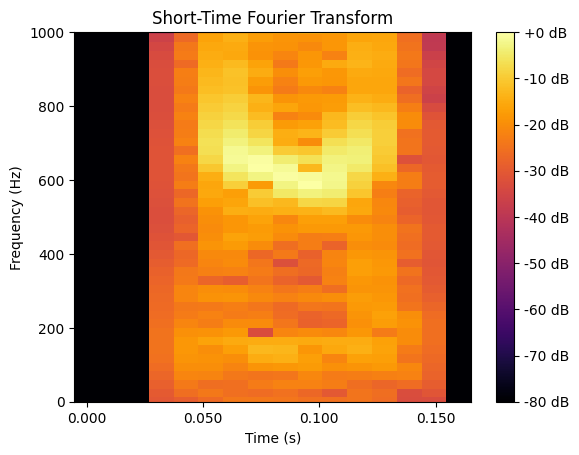 Short-Time Fourier Transform
Frequency (Hz)
1000
800
600
400
200
0
0.000
0.050
0.100
0.150
Time (s)
+0 dB
-10 dB
-20 dB
-30 dB
-40 dB
-50 dB
-60 dB
-70 dB
-80 dB